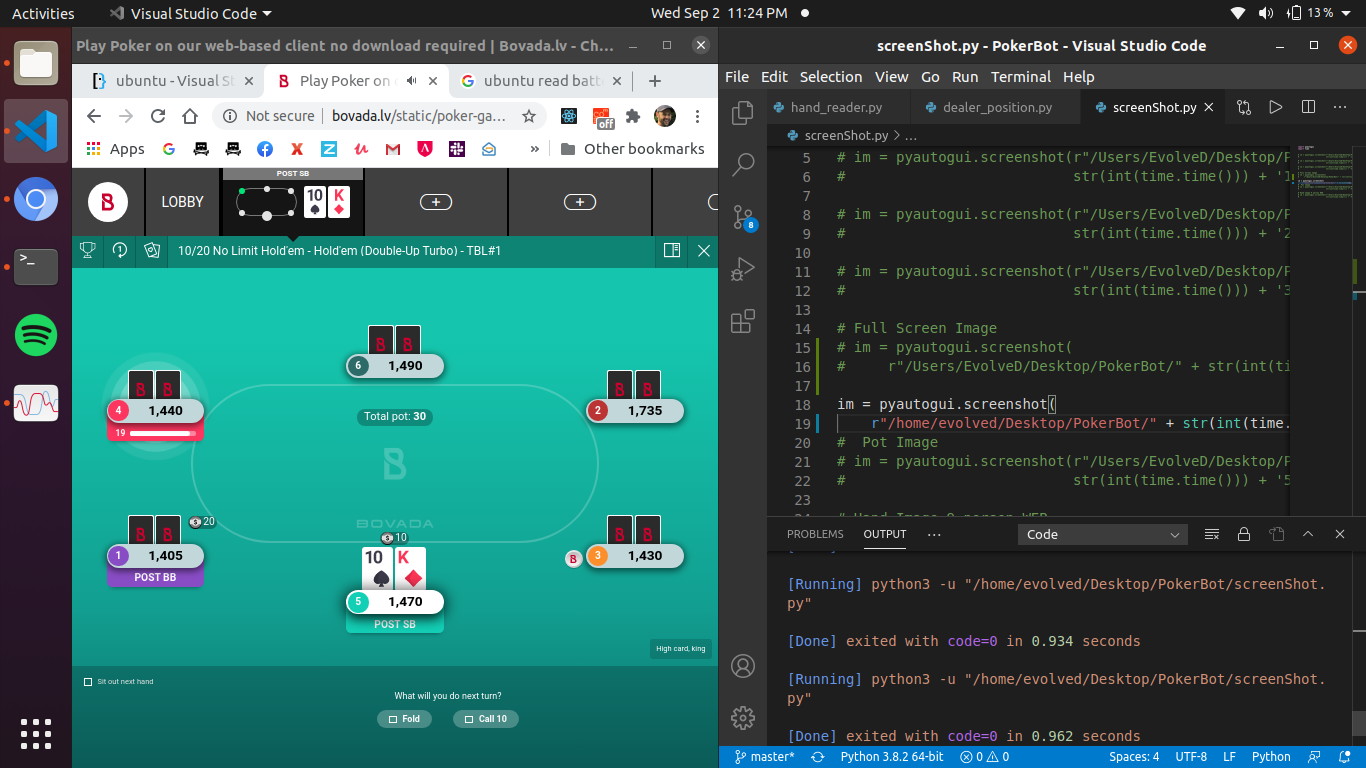 Activities
Visual Studio Code
Wed Sep 2 11:24 PM
13 %
Play Poker on our web-based client no download required | Bovada.lv - Ch...
ubuntu - Visual St
Play Poker on
ubuntu read batt
Not secure
bovada.lv/static/poker-ga...
off
Apps
»
Other bookmarks
POST SB
LOBBY
10 K
10/20 No Limit Hold'em - Hold'em (Double-Up Turbo) - TBL#1
6 1,490
4 1,440
19
2 1,735
Total pot: 30
BOVADA
20
10
1 1,405
POST BB
3 1,430
10 K
5 1,470
POST SB
High card, king
Sit out next hand
What will you do next turn?
Fold
Call 10
screenShot.py - PokerBot - Visual Studio Code
File Edit Selection View Go Run Terminal Help
hand_reader.py
dealer_position.py
screenShot.py
screenShot.py > ...
8
5 # im = pyautogui.screenshot(r"/Users/EvolveD/Desktop/P
6 # str(int(time.time())) + '1
7
8 # im = pyautogui.screenshot(r"/Users/EvolveD/Desktop/P
9 # str(int(time.time())) + '2
10
11 # im = pyautogui.screenshot(r"/Users/EvolveD/Desktop/P
12 # str(int(time.time())) + '3
13
14 # Full Screen Image
15 # im = pyautogui.screenshot(
16 # r"/Users/EvolveD/Desktop/PokerBot/" + str(int(ti
17
18 im = pyautogui.screenshot(
19 r"/home/evolved/Desktop/PokerBot/" + str(int(time.
20 # Pot Image
21 # im = pyautogui.screenshot(r"/Users/EvolveD/Desktop/P
22 # str(int(time.time())) + '5
23
PROBLEMS
OUTPUT
Code
[Running] python3 -u "/home/evolved/Desktop/PokerBot/screenShot.
py"
[Done] exited with code=0 in 0.934 seconds
[Running] python3 -u "/home/evolved/Desktop/PokerBot/screenShot.
py"
[Done] exited with code=0 in 0.962 seconds
master*
Python 3.8.2 64-bit
0
0
Spaces: 4
UTF-8
LF
Python